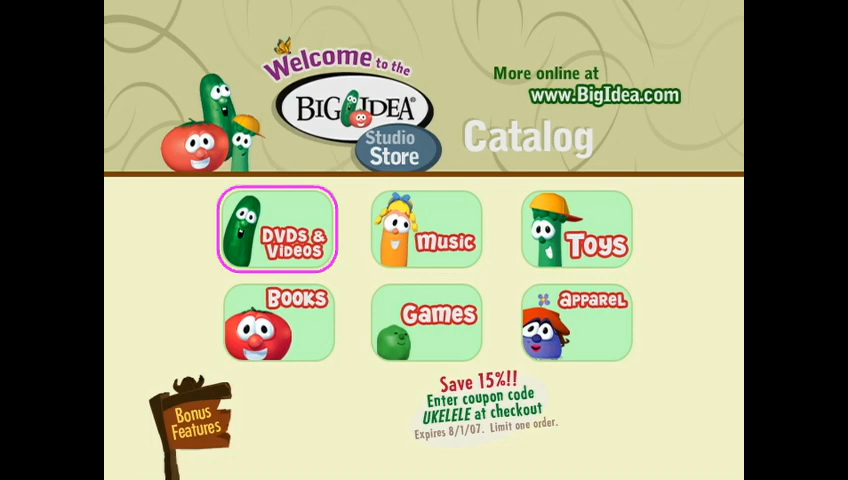 Welcome to the
BIG IDEA®
Studio
Store
Catalog
More online at
www.BigIdea.com
DVDs &
Videos
Music
Toys
Books
Games
Apparel
Bonus
Features
Save 15%!!
Enter coupon code
UKELELE at checkout
Expires 8/1/07. Limit one order.